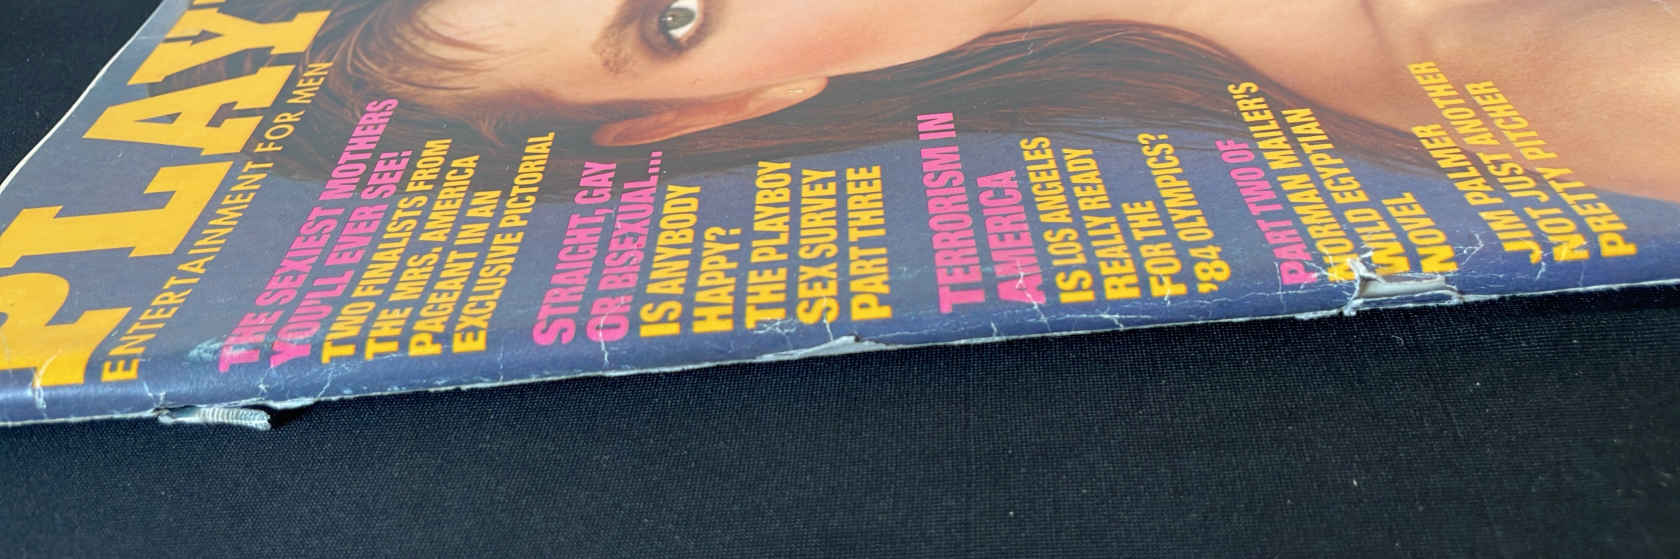 PLAY
ENTERTAINMENT FOR MEN
THE SEXIEST MOTHERS
YOU'LL EVER SEE!
TWO FINALISTS FROM
THE MRS. AMERICA
PAGEANT IN AN
EXCLUSIVE PICTORIAL
STRAIGHT, GAY
OR BISEXUAL...
IS ANYBODY
HAPPY?
THE PLAYBOY
SEX SURVEY
PART THREE
TERRORISM IN
AMERICA
IS LOS ANGELES
REALLY READY
FOR THE
'84 OLYMPICS?
PART TWO OF
NORMAN MAILER'S
WILD EGYPTIAN
NOVEL
JIM PALMER
NOT JUST ANOTHER
PRETTY PITCHER